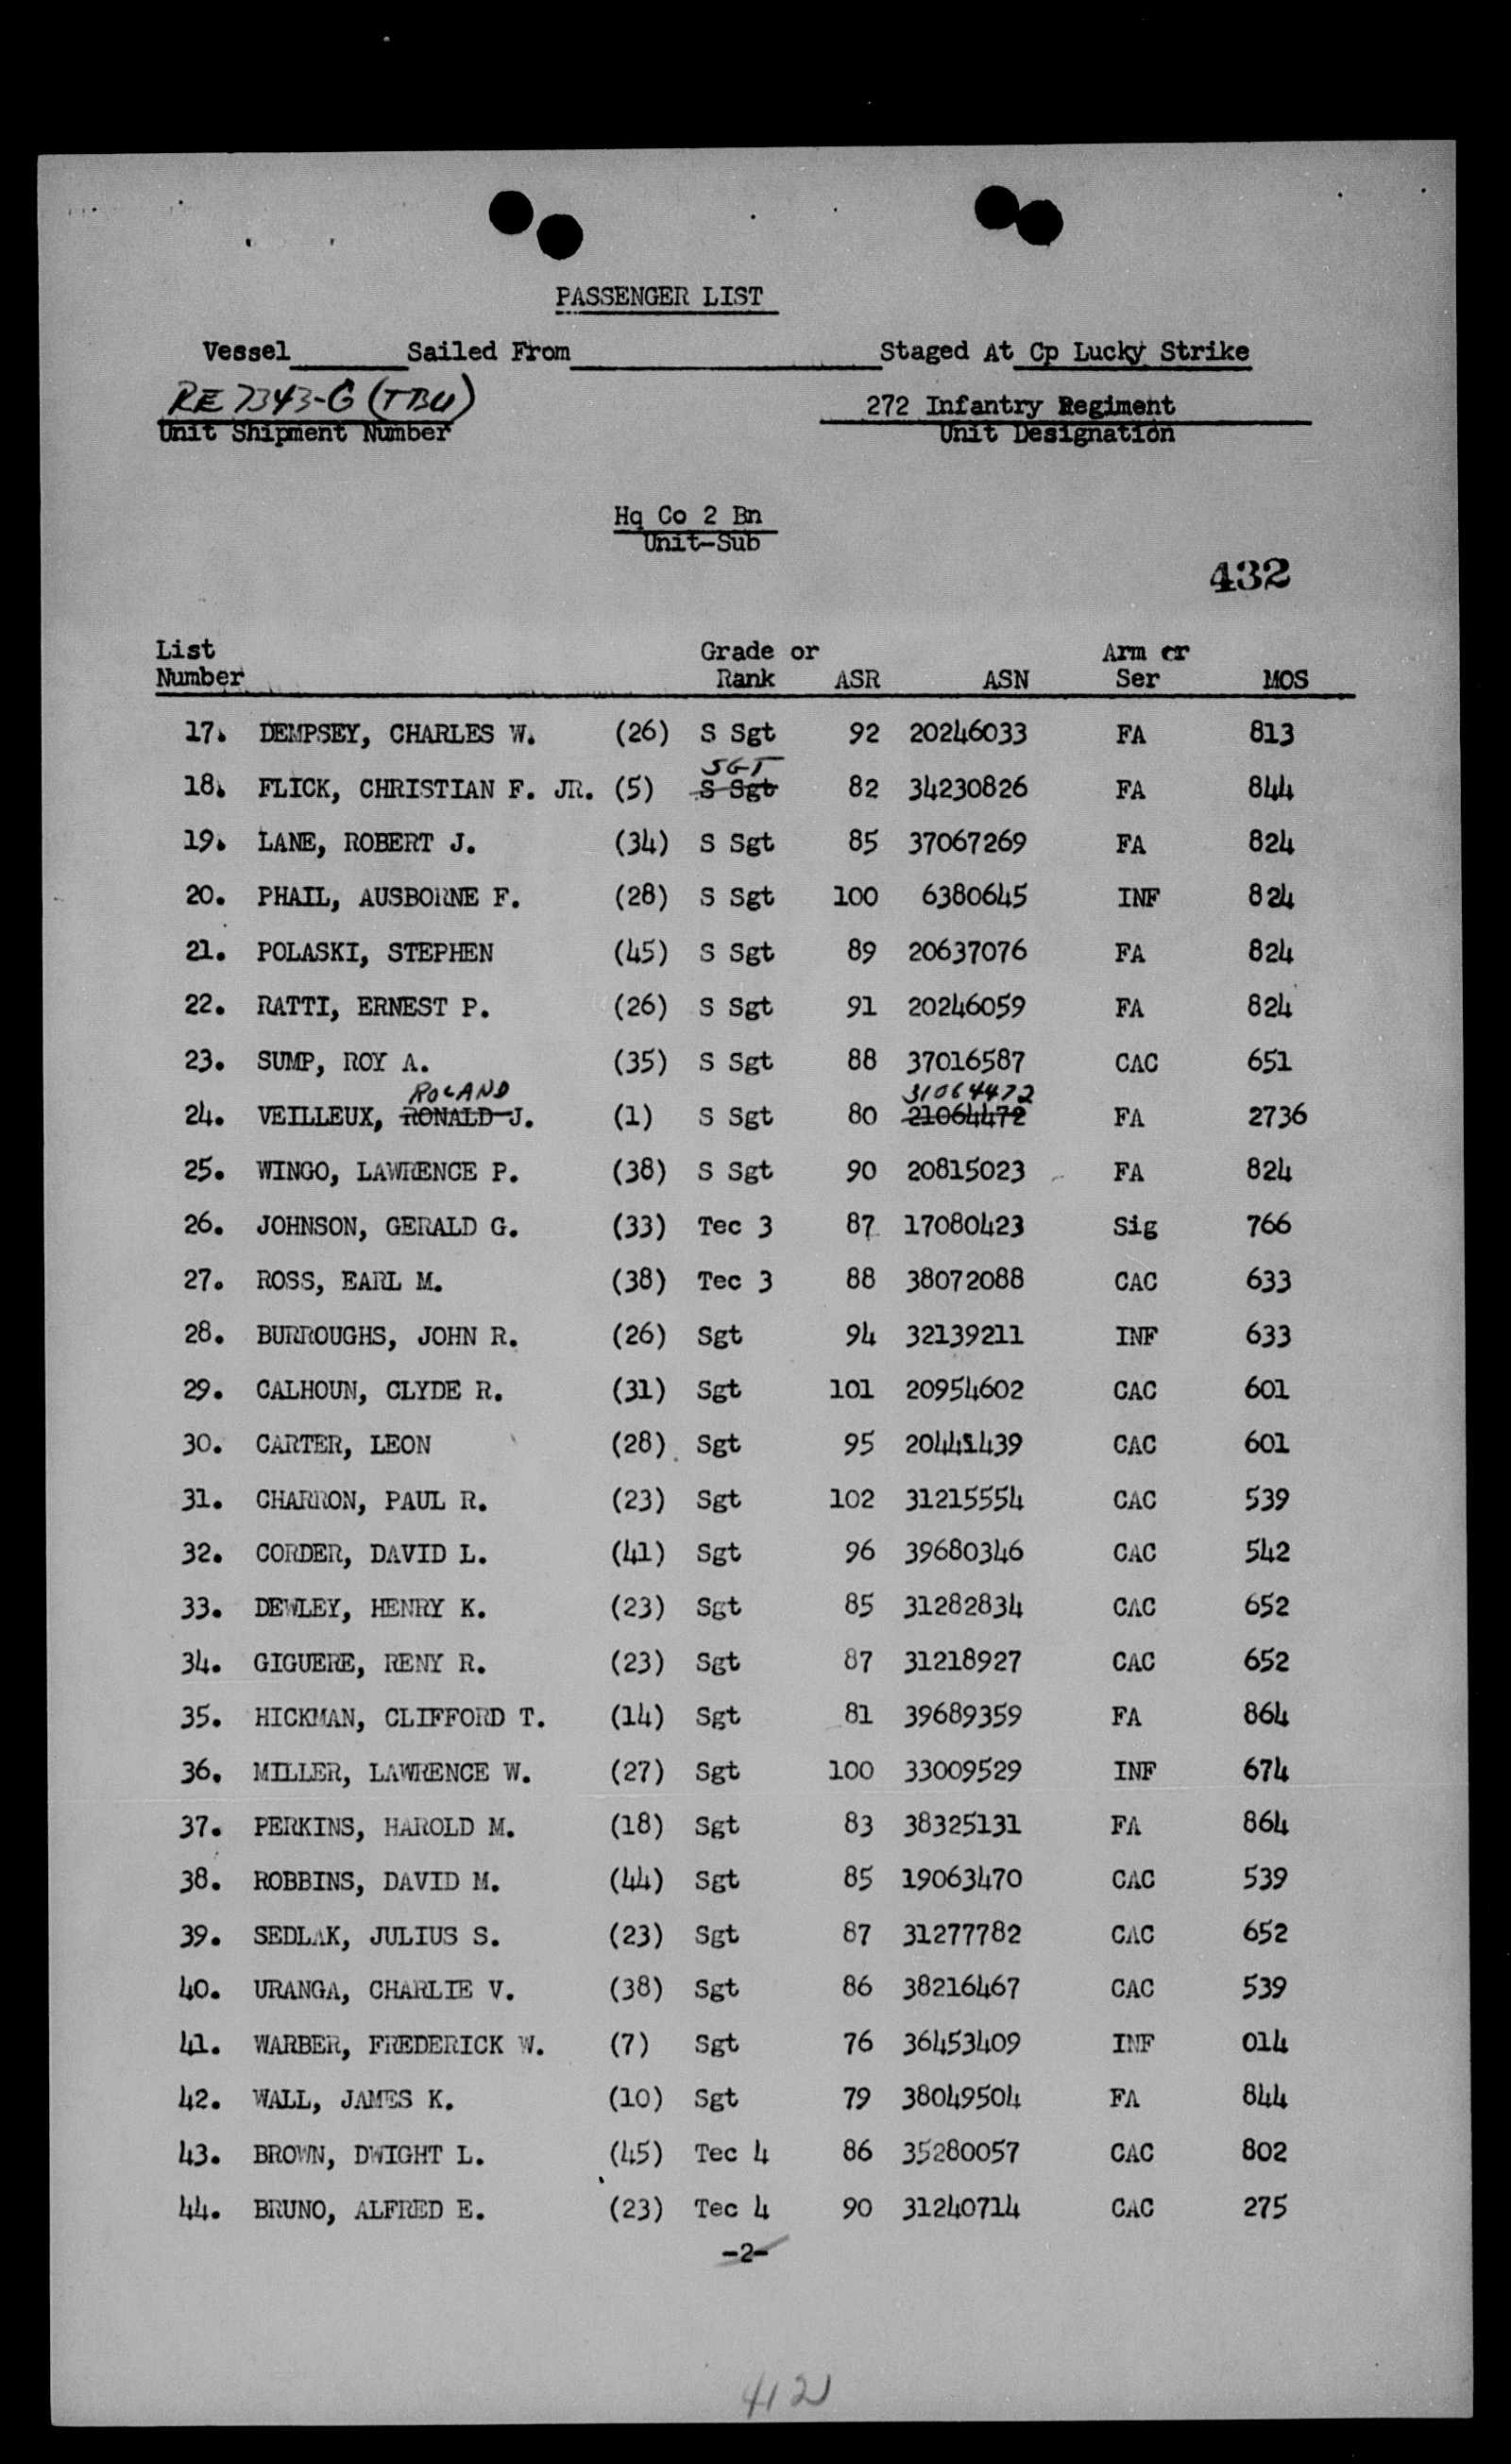 PASSENGER LIST
Vessel Sailed From Staged At Cp Lucky Strike
RE 7343-G (TBU) 272 Infantry Regiment
Unit Shipment Number Unit Designation
Hq Co 2 Bn
Unit-Sub
432
List Grade or Arm or
Number Rank ASR ASN Ser MOS
17. DEMPSEY, CHARLES W. (26) S Sgt 92 20246033 FA 813
SGT
18. FLICK, CHRISTIAN F. JR. (5) S Sgt 82 34230826 FA 844
19. LANE, ROBERT J. (34) S Sgt 85 37067269 FA 824
20. PHAIL, AUSBORNE F. (28) S Sgt 100 6380645 INF 824
21. POLASKI, STEPHEN (45) S Sgt 89 20637076 FA 824
22. RATTI, ERNEST P. (26) S Sgt 91 20246059 FA 824
23. SUMP, ROY A. (35) S Sgt 88 37016587 CAC 651
ROLAND 31064472
24. VEILLEUX, RONALD J. (1) S Sgt 80 21064472 FA 2736
25. WINGO, LAWRENCE P. (38) S Sgt 90 20815023 FA 824
26. JOHNSON, GERALD G. (33) Tec 3 87 17080423 Sig 766
27. ROSS, EARL M. (38) Tec 3 88 38072088 CAC 633
28. BURROUGHS, JOHN R. (26) Sgt 94 32139211 INF 633
29. CALHOUN, CLYDE R. (31) Sgt 101 20954602 CAC 601
30. CARTER, LEON (28) Sgt 95 20441439 CAC 601
31. CHARRON, PAUL R. (23) Sgt 102 31215554 CAC 539
32. CORDER, DAVID L. (41) Sgt 96 39680346 CAC 542
33. DEWLEY, HENRY K. (23) Sgt 85 31282834 CAC 652
34. GIGUERE, RENY R. (23) Sgt 87 31218927 CAC 652
35. HICKMAN, CLIFFORD T. (14) Sgt 81 39689359 FA 864
36. MILLER, LAWRENCE W. (27) Sgt 100 33009529 INF 674
37. PERKINS, HAROLD M. (18) Sgt 83 38325131 FA 864
38. ROBBINS, DAVID M. (44) Sgt 85 19063470 CAC 539
39. SEDLAK, JULIUS S. (23) Sgt 87 31277782 CAC 652
40. URANGA, CHARLIE V. (38) Sgt 86 38216467 CAC 539
41. WARBER, FREDERICK W. (7) Sgt 76 36453409 INF 014
42. WALL, JAMES K. (10) Sgt 79 38049504 FA 844
43. BROWN, DWIGHT L. (45) Tec 4 86 35280057 CAC 802
44. BRUNO, ALFRED E. (23) Tec 4 90 31240714 CAC 275
-2-
412